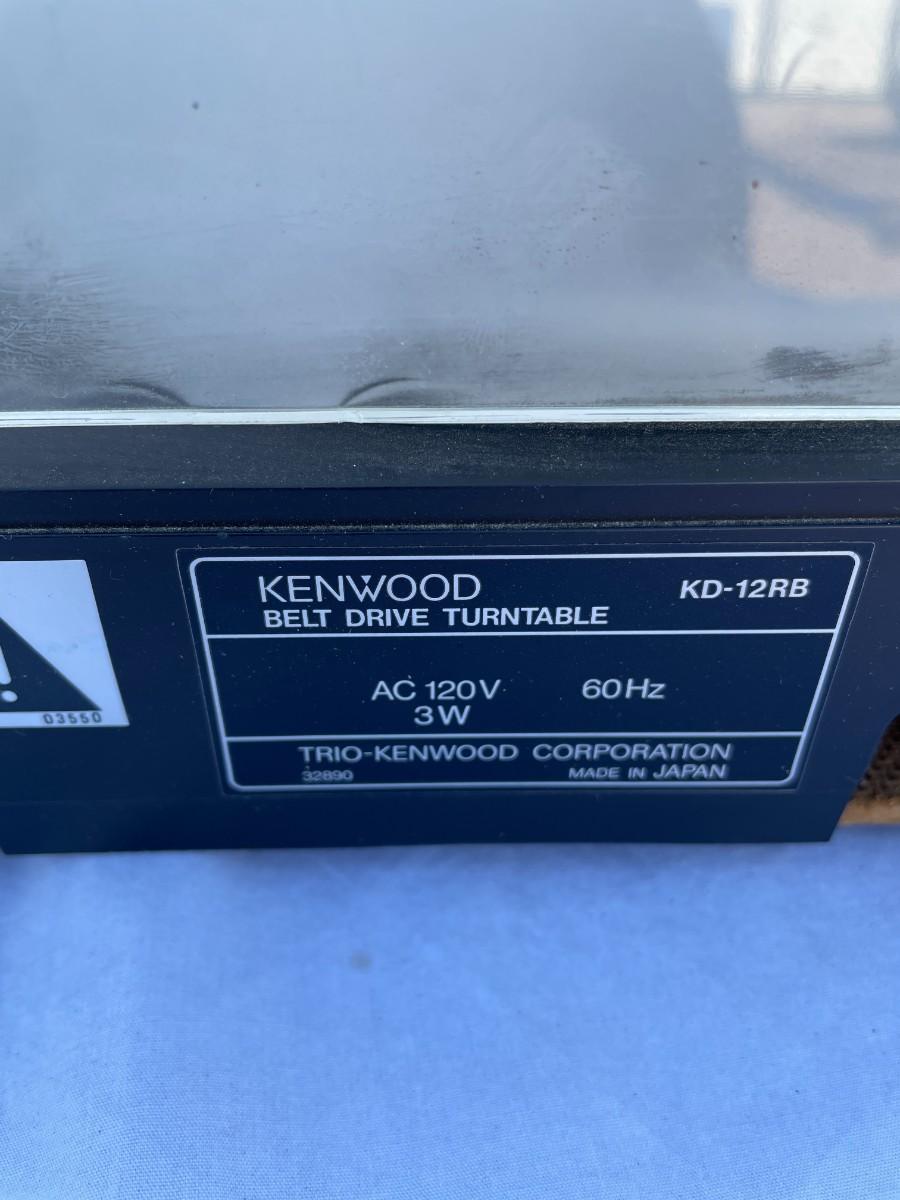 KENWOOD KD-12RB
BELT DRIVE TURNTABLE
AC 120V 60Hz
3W
TRIO-KENWOOD CORPORATION
32890 MADE IN JAPAN
!
03550